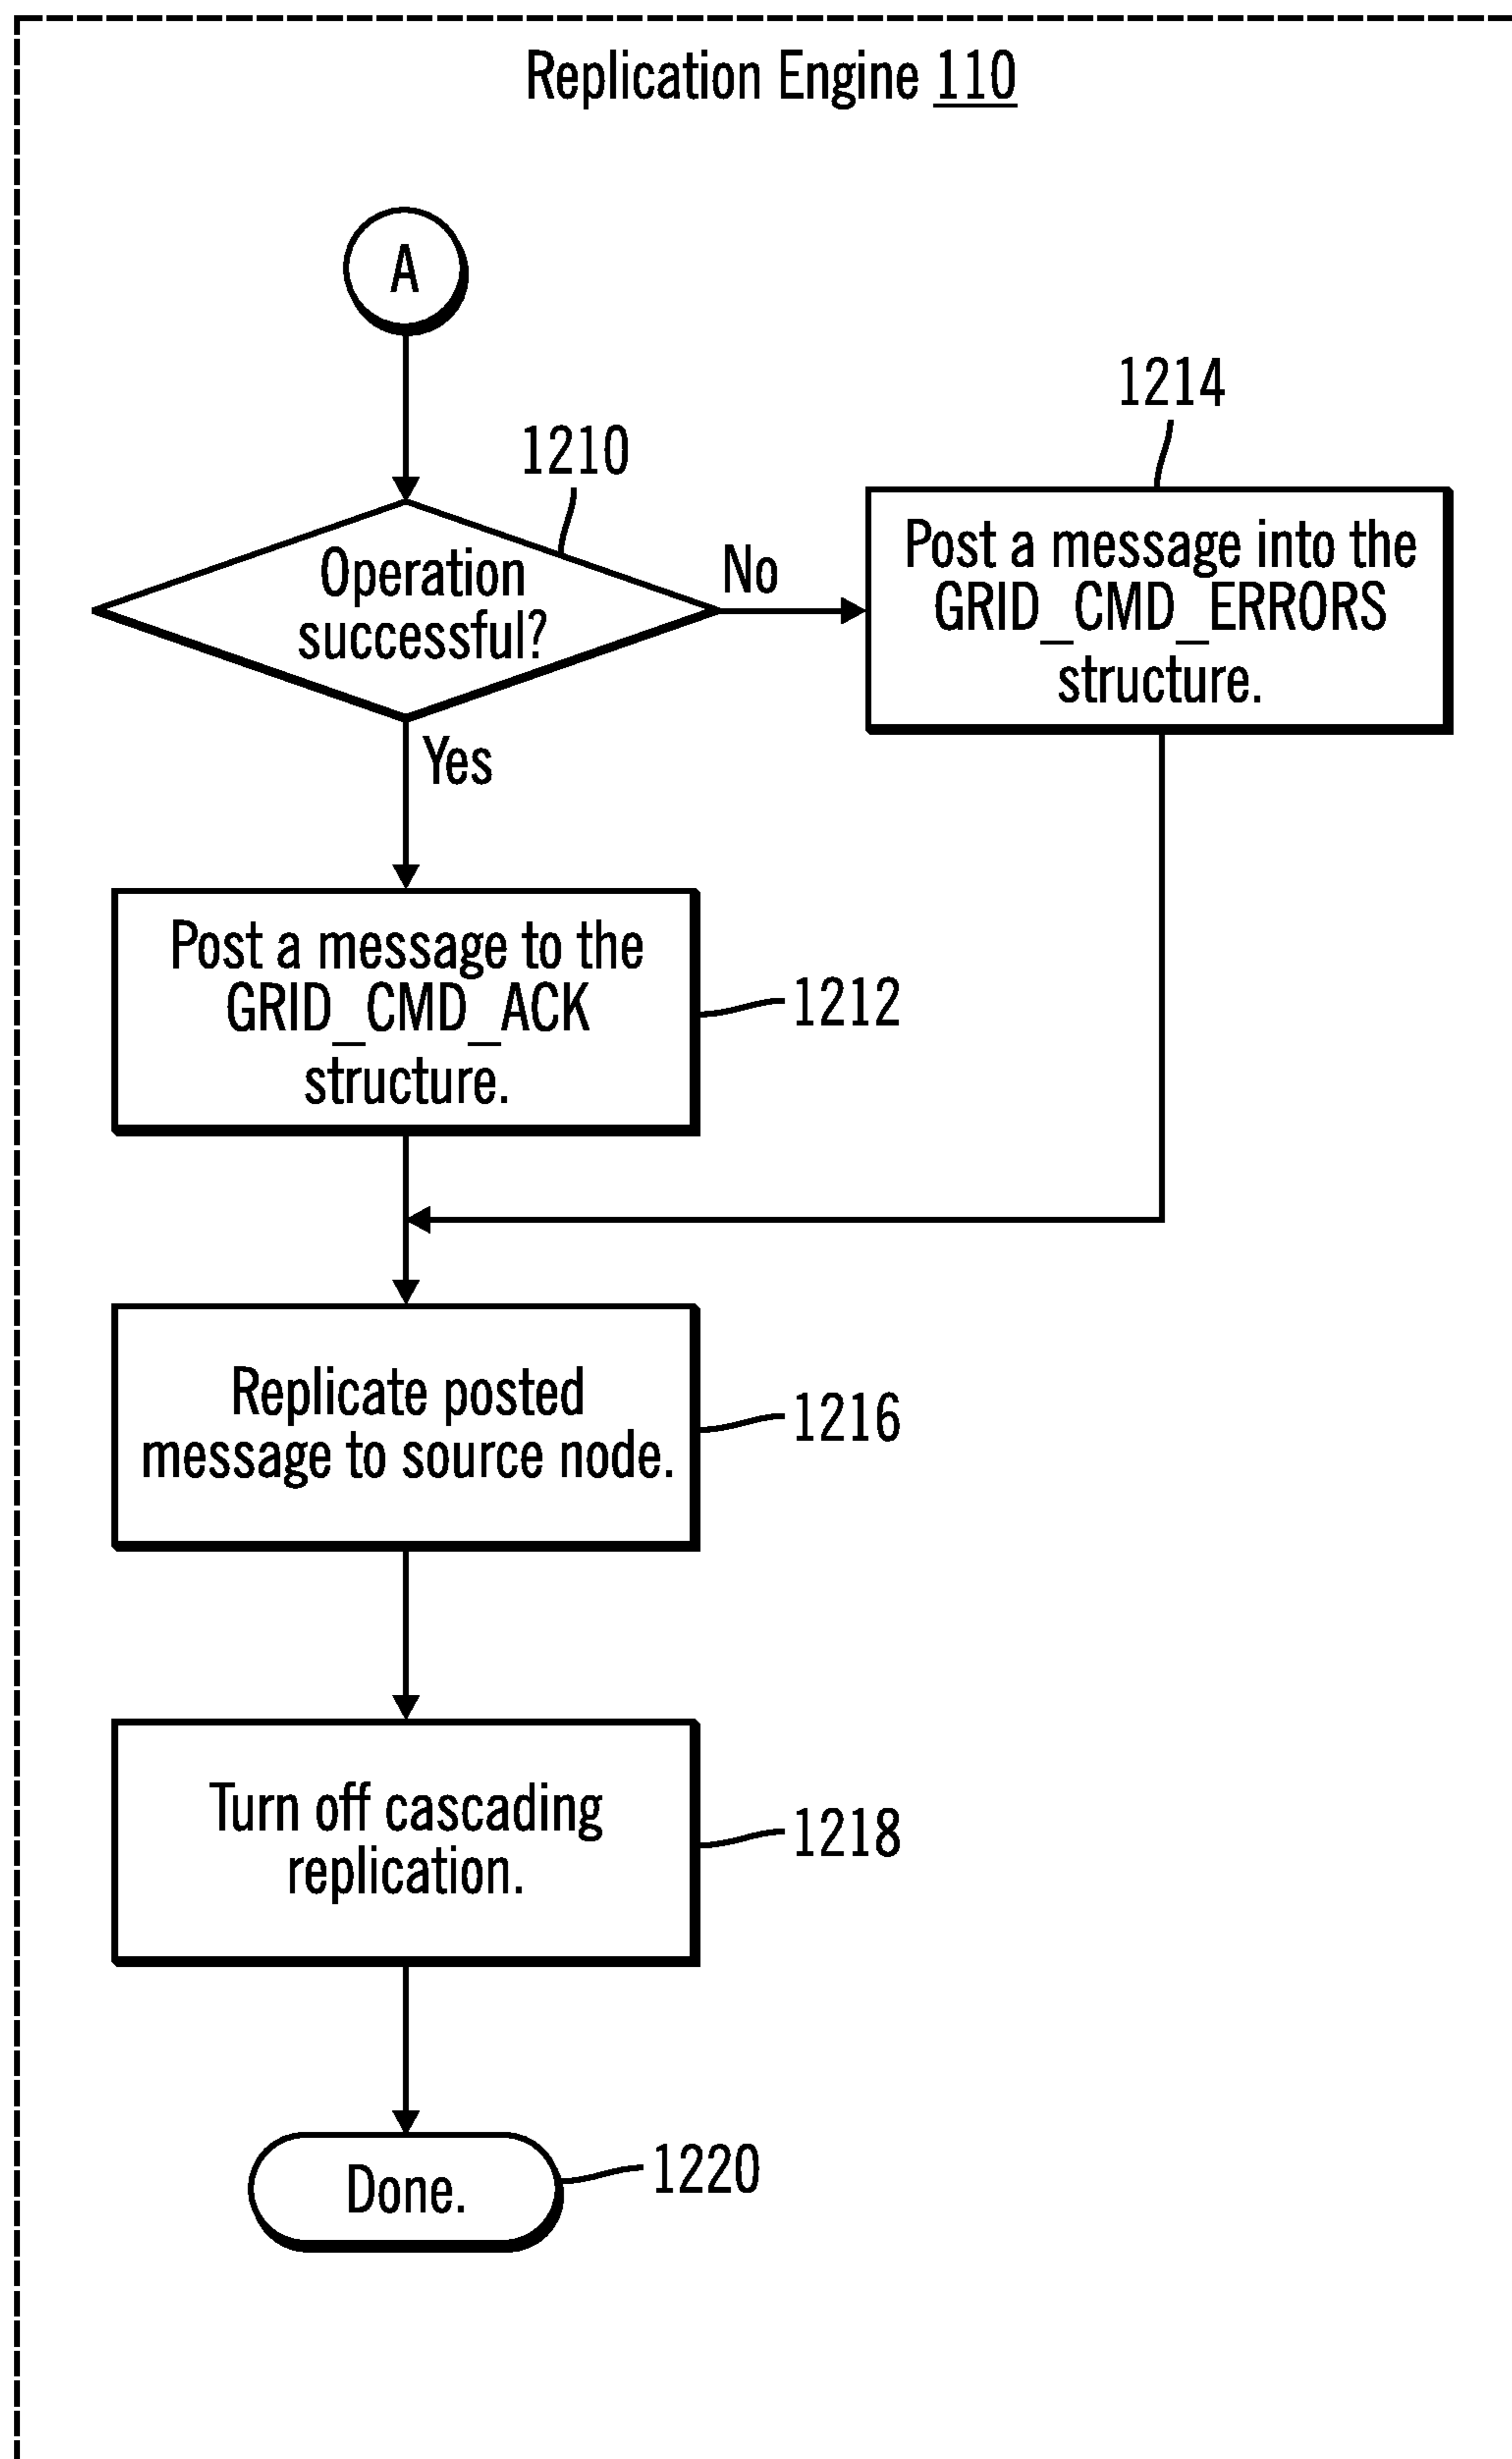 Replication Engine 110
A
1210
Operation
successful?
No
1214
Post a message into the
GRID_CMD_ERRORS
structure.
Yes
Post a message to the
GRID_CMD_ACK
structure.
1212
Replicate posted
message to source node.
1216
Turn off cascading
replication.
1218
Done.
1220